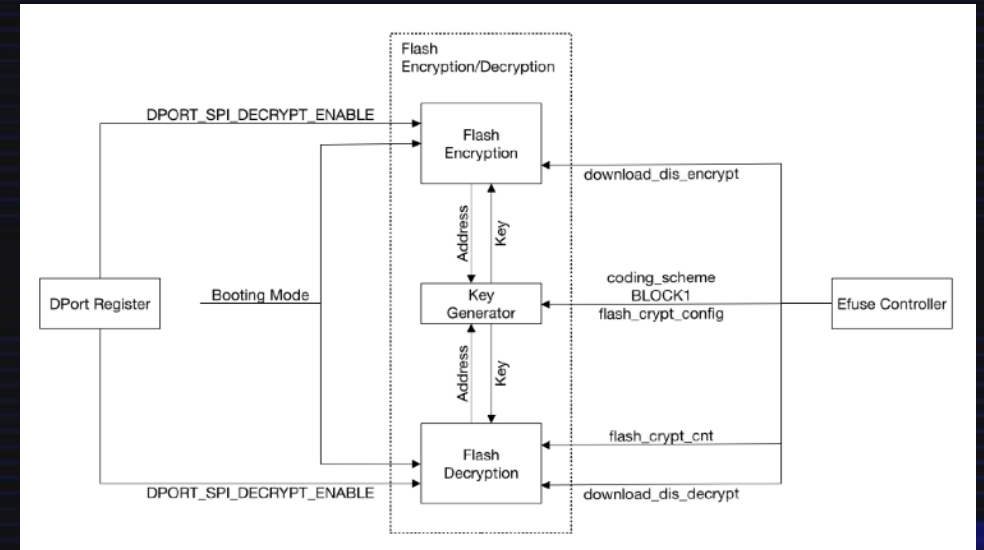 Flash
Encryption/Decryption
DPORT_SPI_DECRYPT_ENABLE
Flash
Encryption
download_dis_encrypt
Address
Key
DPort Register
Booting Mode
Key
Generator
coding_scheme
BLOCK1
flash_crypt_config
Efuse Controller
Address
Key
flash_crypt_cnt
Flash
Decryption
DPORT_SPI_DECRYPT_ENABLE
download_dis_decrypt